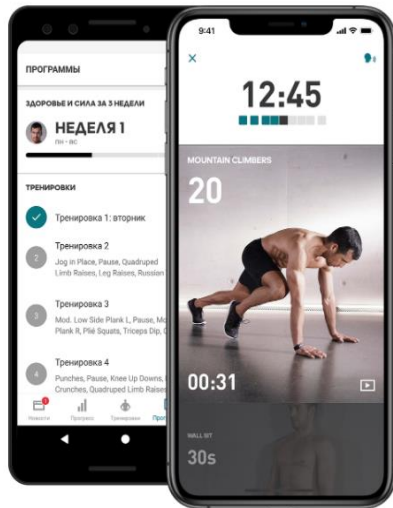 ПРОГРАММЫ
ЗДОРОВЬЕ И СИЛА ЗА 3 НЕДЕЛИ
НЕДЕЛЯ 1
пн - вс
ТРЕНИРОВКИ
Тренировка 1: вторник
2
Тренировка 2
Jog in Place, Pause, Quadruped
Limb Raises, Leg Raises, Russian
3
Тренировка 3
Mod. Low Side Plank L, Pause,
Plank R, Plié Squats, Triceps Dip,
4
Тренировка 4
Punches, Pause, Knee Up Downs,
Crunches, Quadruped Limb Raises
Новости
Прогресс
Тренировки
9:41
12:45
MOUNTAIN CLIMBERS
20
00:31
WALL SIT
30s